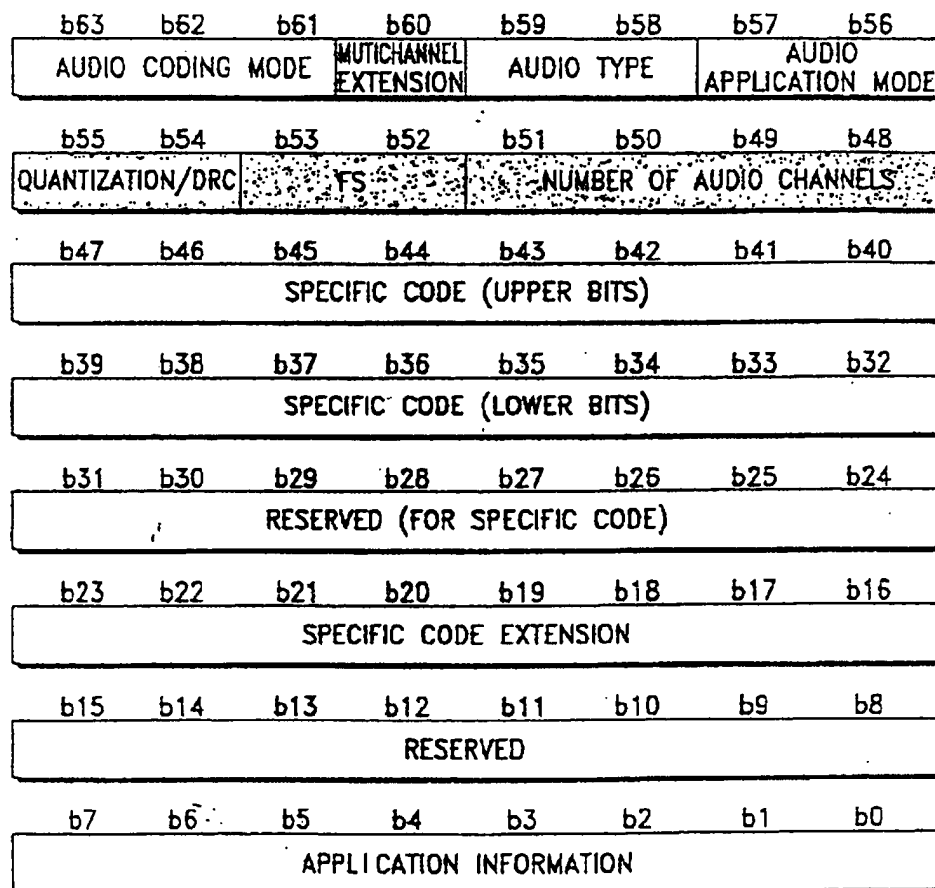 b63 b62 b61 b60 b59 b58 b57 b56
AUDIO CODING MODE
MUTICHANNEL
EXTENSION
AUDIO TYPE
AUDIO
APPLICATION MODE
b55 b54 b53 b52 b51 b50 b49 b48
QUANTIZATION/DRC FS NUMBER OF AUDIO CHANNELS
b47 b46 b45 b44 b43 b42 b41 b40
SPECIFIC CODE (UPPER BITS)
b39 b38 b37 b36 b35 b34 b33 b32
SPECIFIC CODE (LOWER BITS)
b31 b30 b29 b28 b27 b26 b25 b24
RESERVED (FOR SPECIFIC CODE)
b23 b22 b21 b20 b19 b18 b17 b16
SPECIFIC CODE EXTENSION
b15 b14 b13 b12 b11 b10 b9 b8
RESERVED
b7 b6 b5 b4 b3 b2 b1 b0
APPLICATION INFORMATION